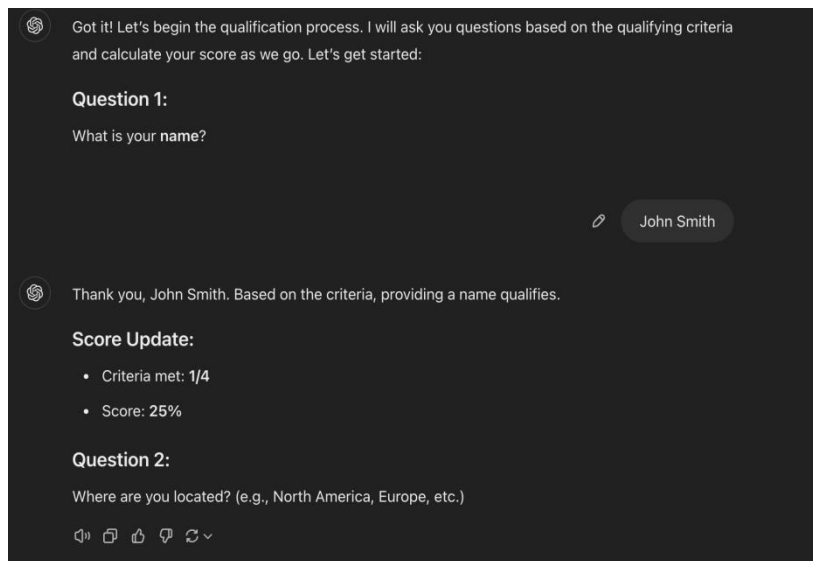 Got it! Let's begin the qualification process. I will ask you questions based on the qualifying criteria
and calculate your score as we go. Let's get started:
Question 1:
What is your name?
John Smith
Thank you, John Smith. Based on the criteria, providing a name qualifies.
Score Update:
• Criteria met: 1/4
• Score: 25%
Question 2:
Where are you located? (e.g., North America, Europe, etc.)